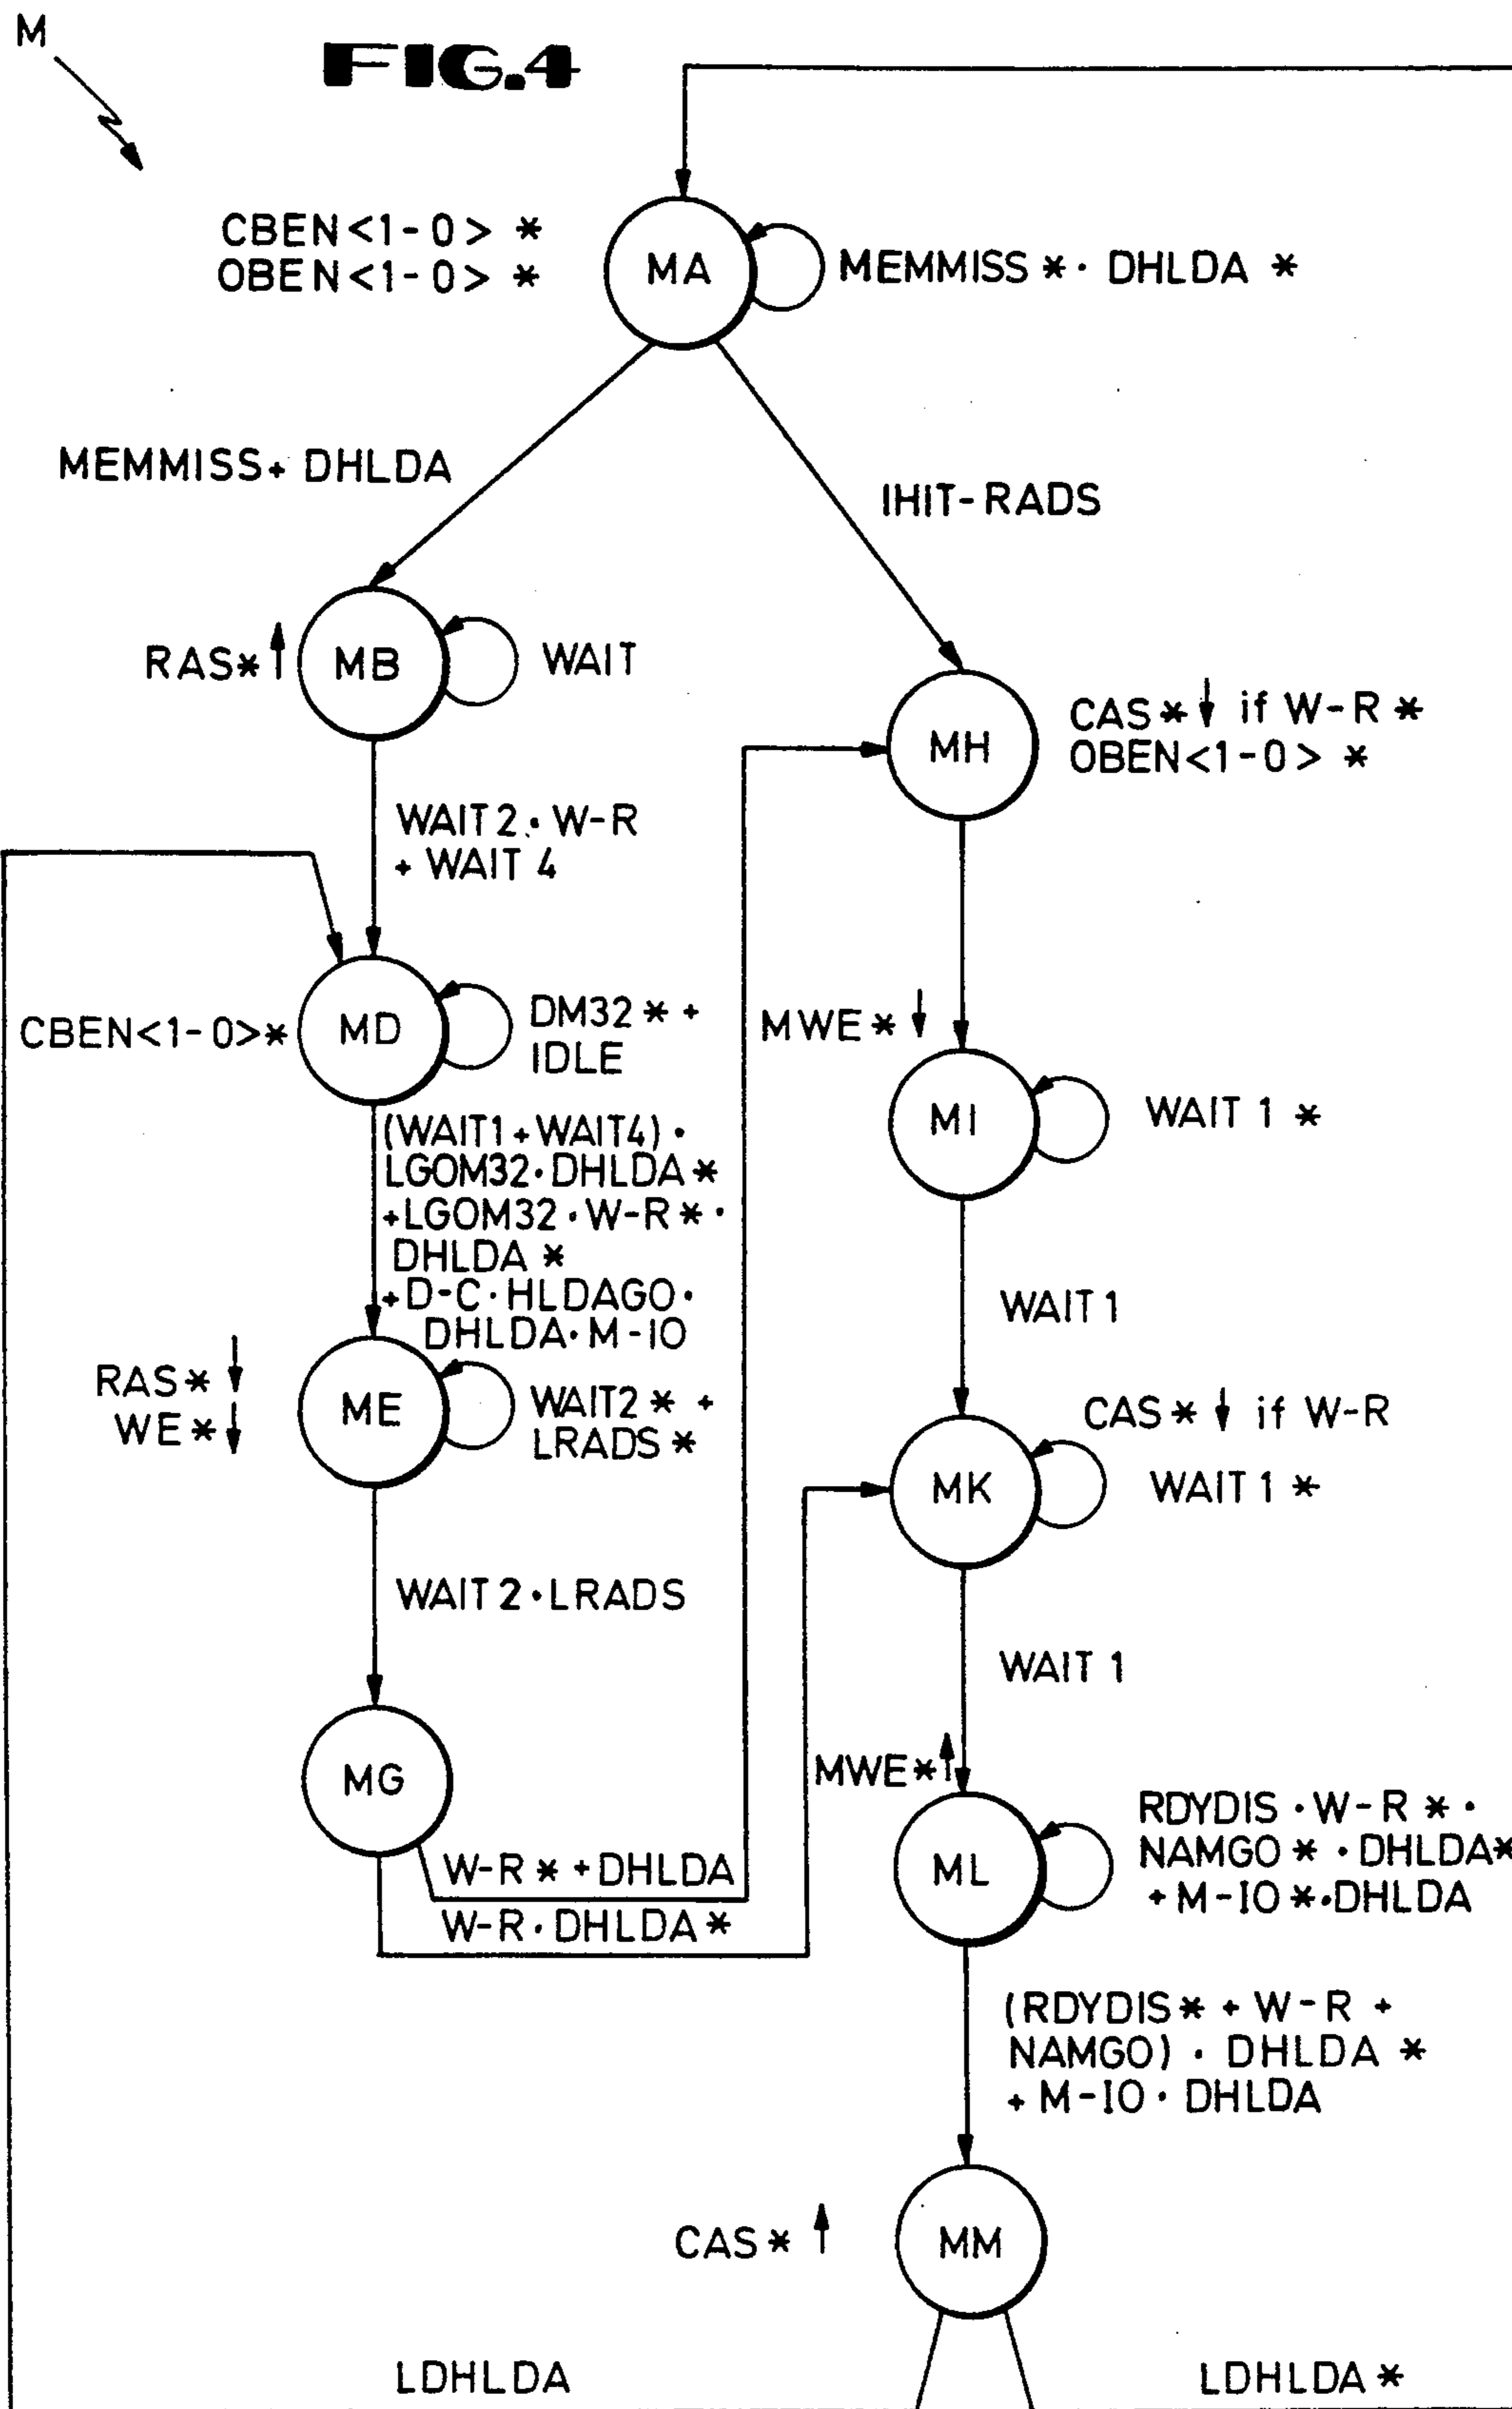 M
FIG.4
CBEN<1-0> *
OBEN<1-0> *
MA
MEMMISS *· DHLDA *
MEMMISS+ DHLDA
IHIT-RADS
RAS*↑
MB
WAIT
MH
CAS*↓ if W-R *
OBEN<1-0> *
WAIT2· W-R
+ WAIT 4
CBEN<1-0>*
MD
DM32 * +
IDLE
MWE *↓
MI
WAIT 1 *
(WAIT1+WAIT4)·
LGOM32·DHLDA *
+LGOM32·W-R *·
DHLDA *
+D-C·HLDAGO·
DHLDA·M-IO
WAIT 1
RAS*↓
WE*↓
ME
WAIT2 * +
LRADS *
CAS*↓ if W-R
MK
WAIT 1 *
WAIT 2·LRADS
WAIT 1
MG
MWE*↑
ML
RDYDIS ·W-R *·
NAMGO * ·DHLDA*
+ M-IO *·DHLDA
W-R * +DHLDA
W-R·DHLDA *
(RDYDIS* + W-R +
NAMGO) · DHLDA *
+ M-IO· DHLDA
CAS* ↑
MM
LDHLDA
LDHLDA *